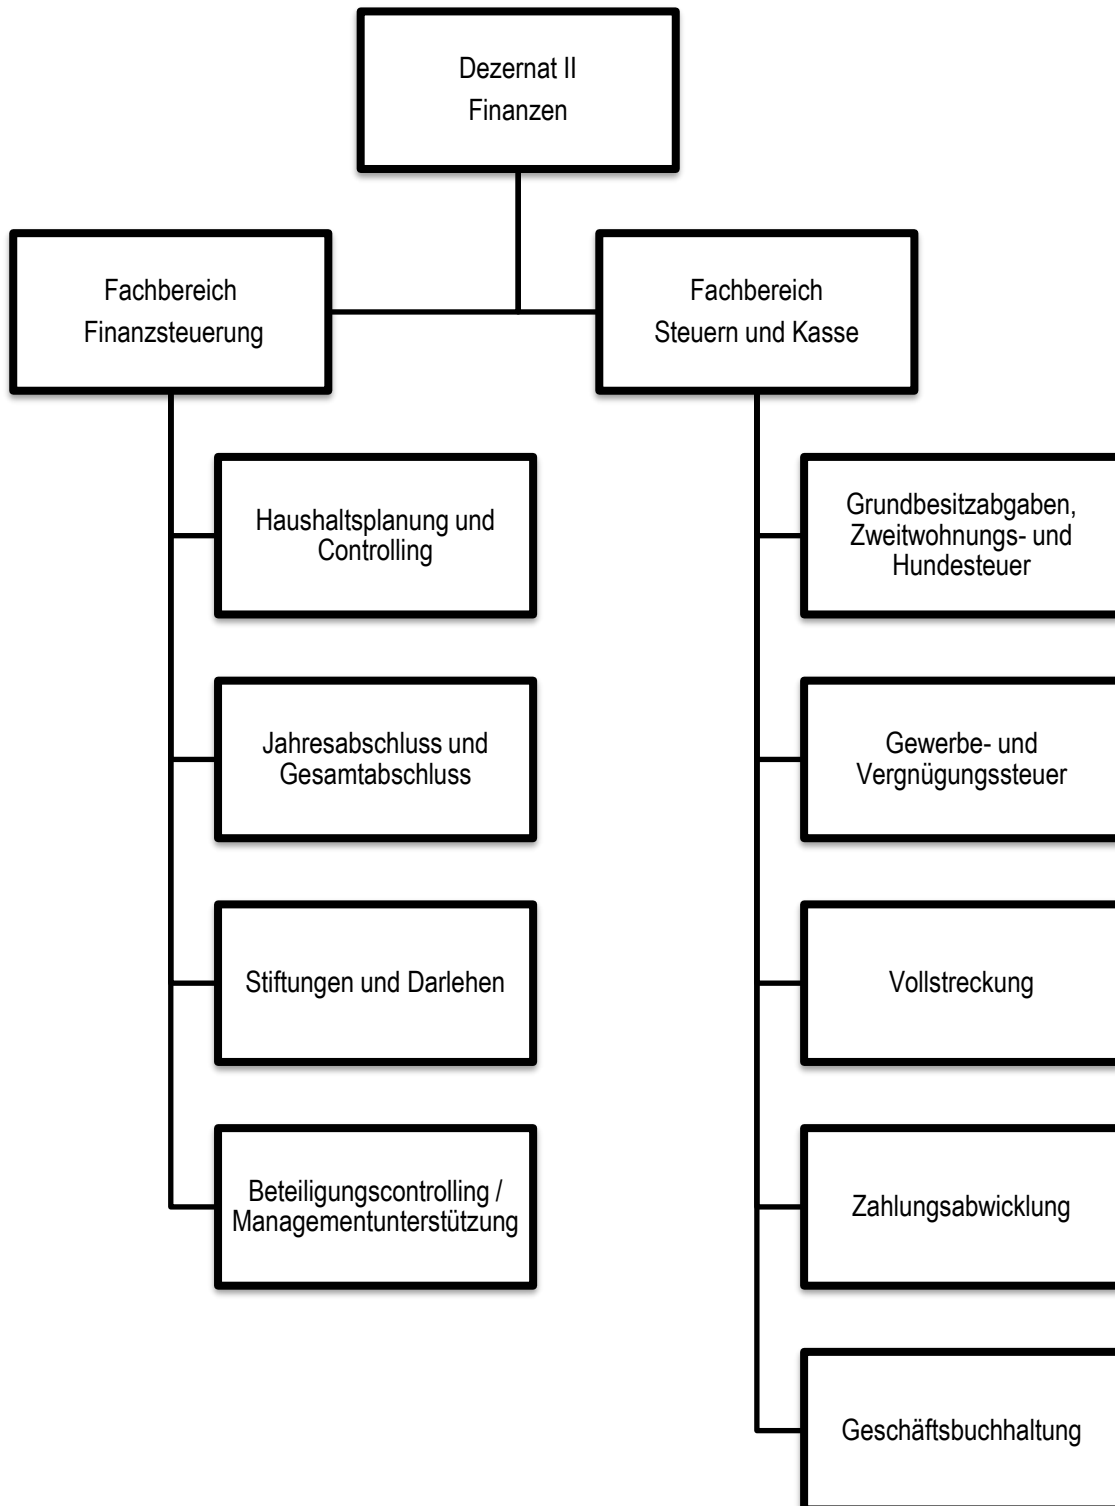 Dezernat II
Finanzen
Fachbereich
Finanzsteuerung
Fachbereich
Steuern und Kasse
Haushaltsplanung und
Controlling
Jahresabschluss und
Gesamtabschluss
Stiftungen und Darlehen
Beteiligungscontrolling /
Managementunterstützung
Grundbesitzabgaben,
Zweitwohnungs- und
Hundesteuer
Gewerbe- und
Vergnügungssteuer
Vollstreckung
Zahlungsabwicklung
Geschäftsbuchhaltung